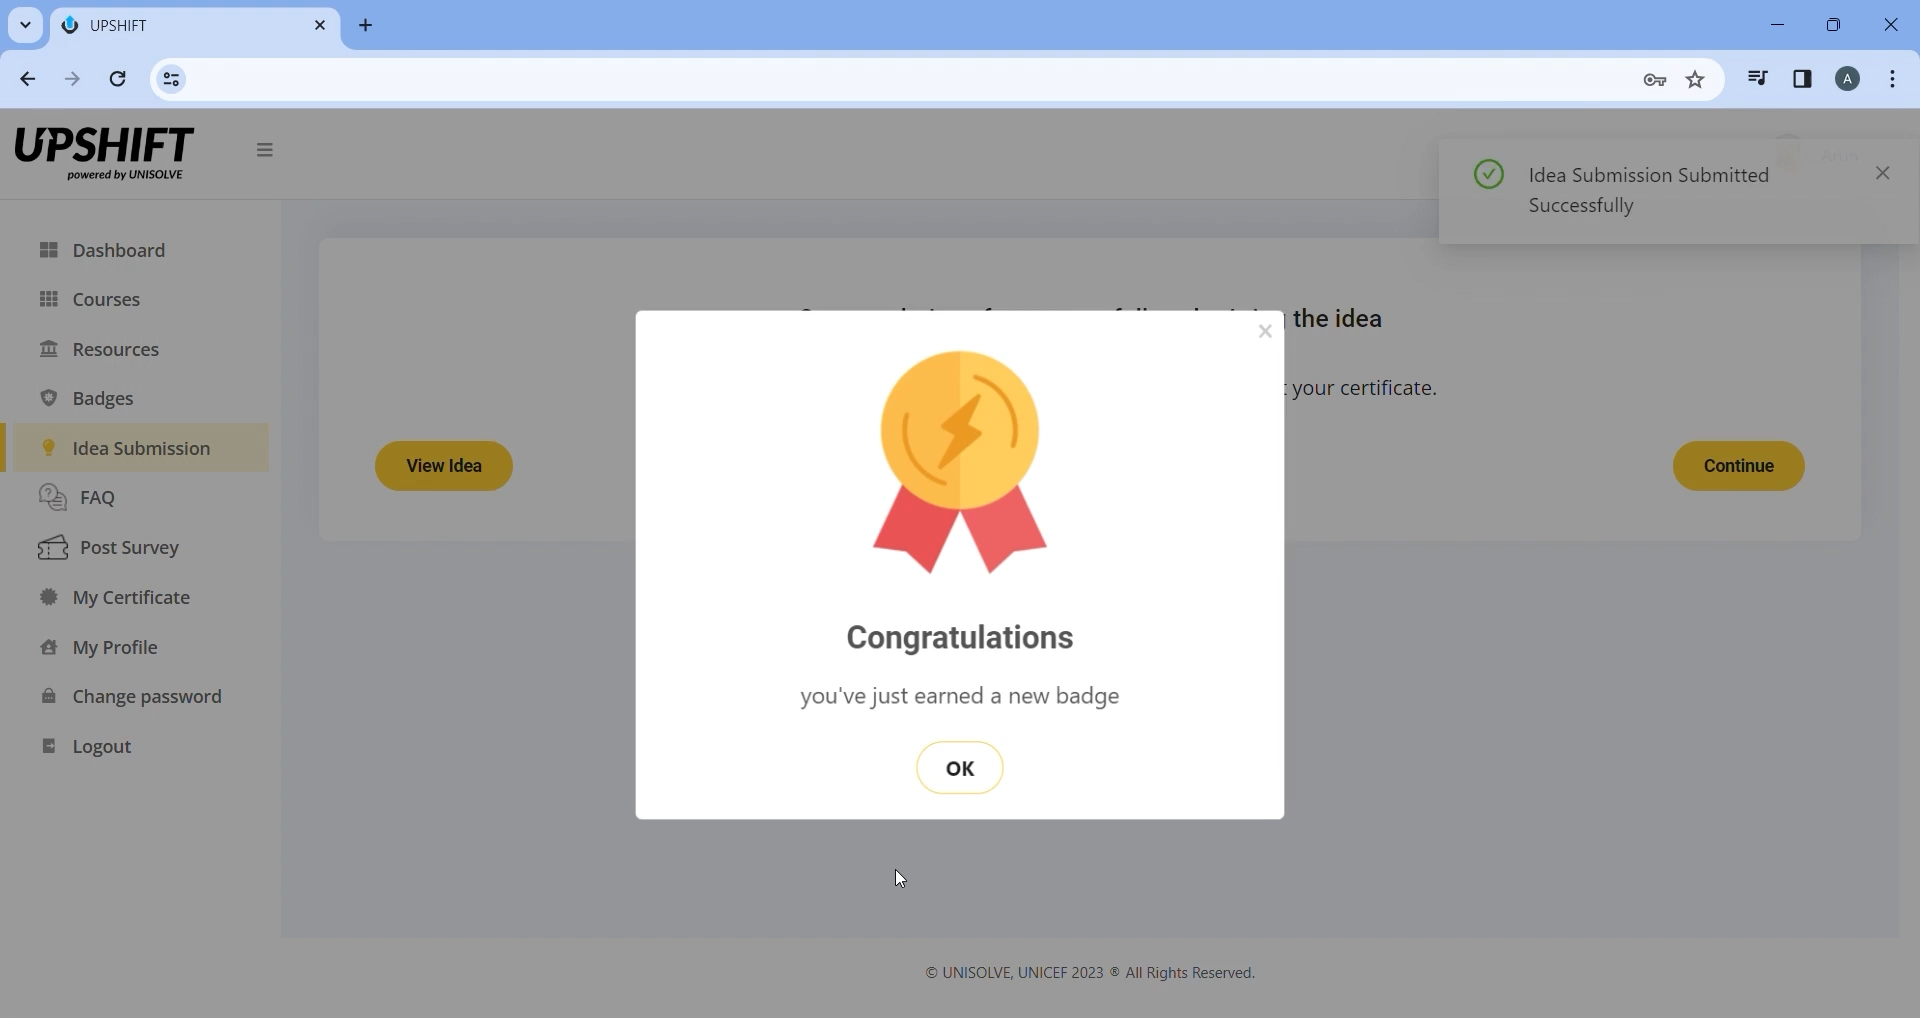 UPSHIFT
UPSHIFT
powered by UNISOLVE
A
Idea Submission Submitted
Successfully
Dashboard
Courses
Resources
Badges
Idea Submission
FAQ
Post Survey
My Certificate
My Profile
Change password
Logout
the idea
your certificate.
View Idea
Continue
Congratulations
you've just earned a new badge
OK
© UNISOLVE, UNICEF 2023 ® All Rights Reserved.